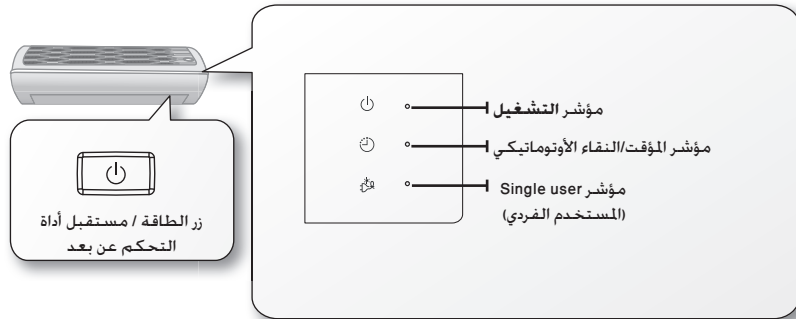 مؤشر التشغيل
مؤشر المؤقت/النقاء الأوتوماتيكي
مؤشر Single user
(المستخدم الفردي)
زر الطاقة / مستقبل أداة
التحكم عن بعد